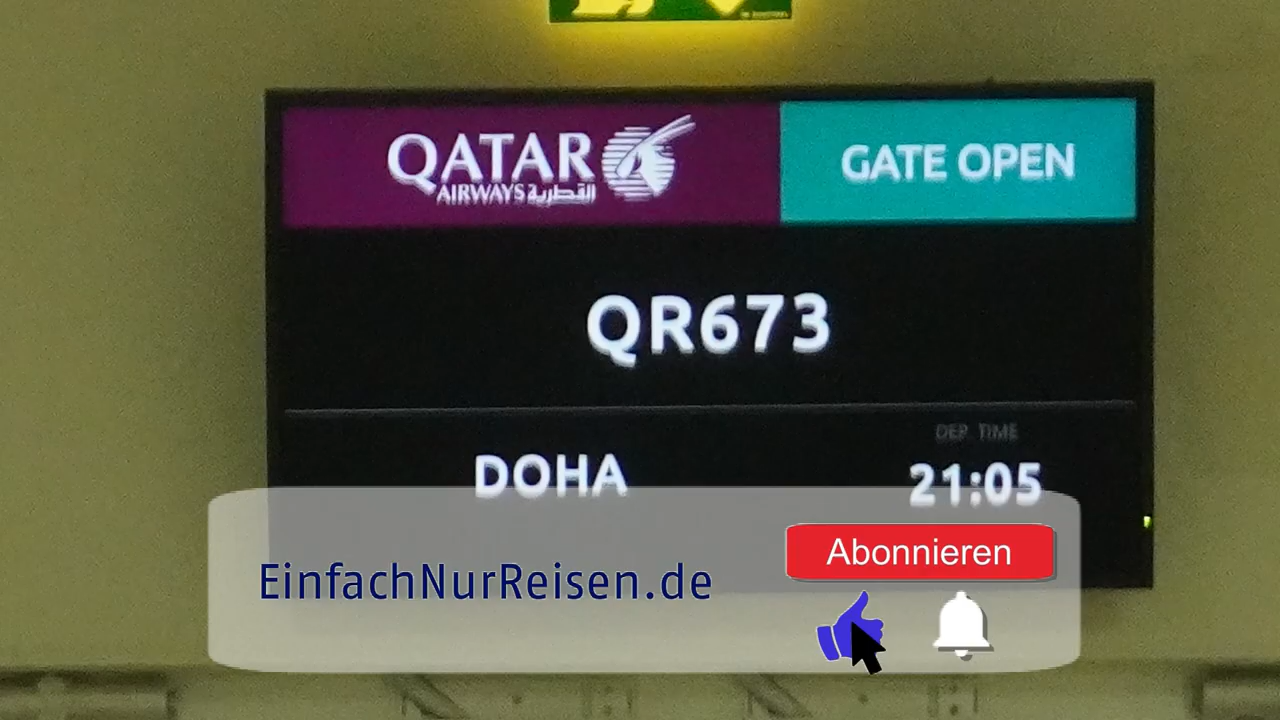 QATAR
AIRWAYS القطرية
GATE OPEN
QR673
DOHA
DEP. TIME
21:05
EinfachNurReisen.de
Abonnieren